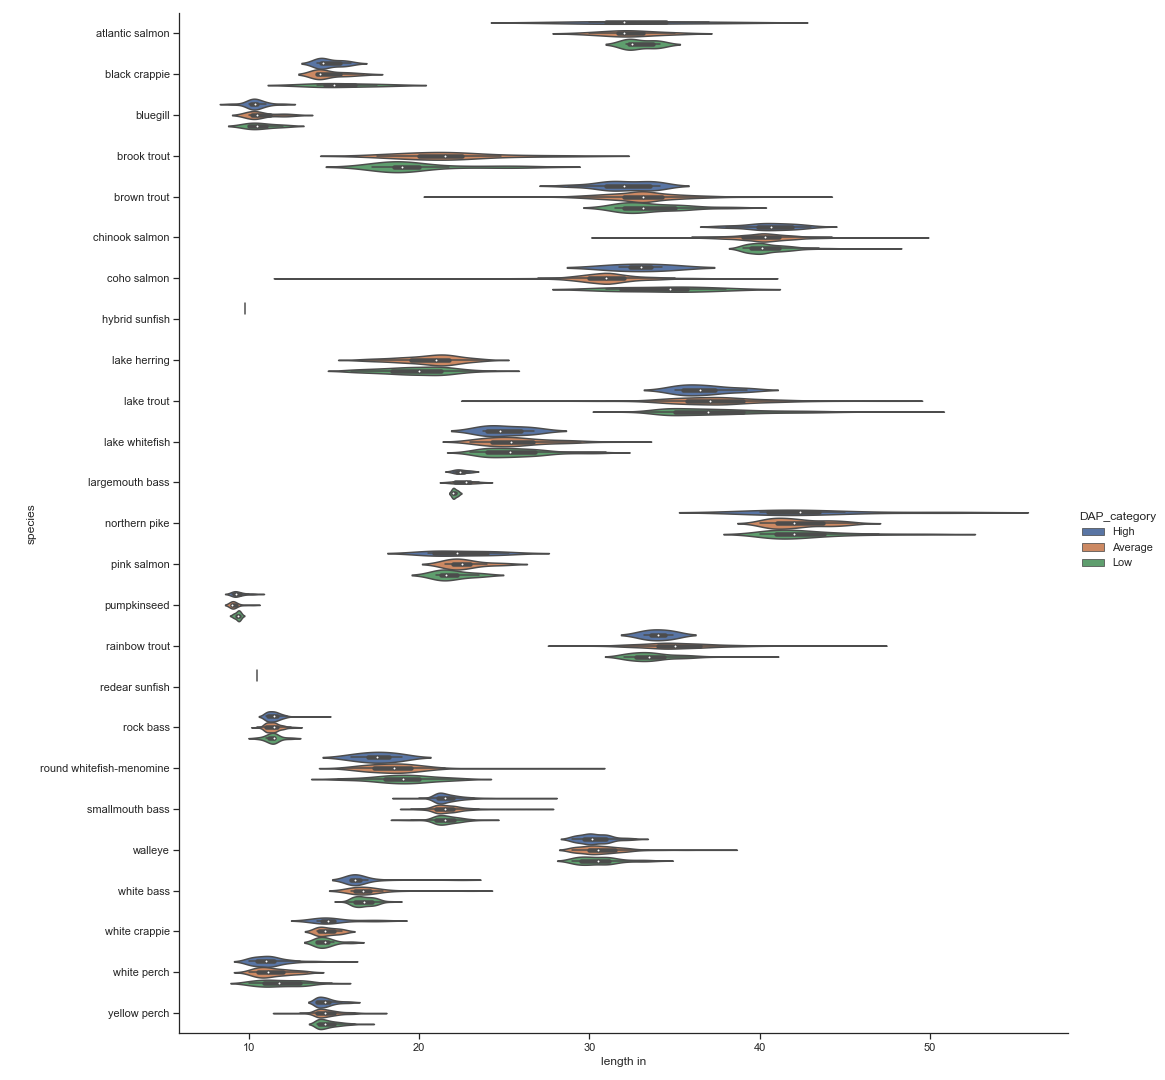 atlantic salmon
black crappie
bluegill
brook trout
brown trout
chinook salmon
coho salmon
hybrid sunfish
lake herring
lake trout
lake whitefish
largemouth bass
northern pike
pink salmon
pumpkinseed
rainbow trout
redear sunfish
rock bass
round whitefish-menomine
smallmouth bass
walleye
white bass
white crappie
white perch
yellow perch
species
10 20 30 40 50
length in
DAP_category
High
Average
Low